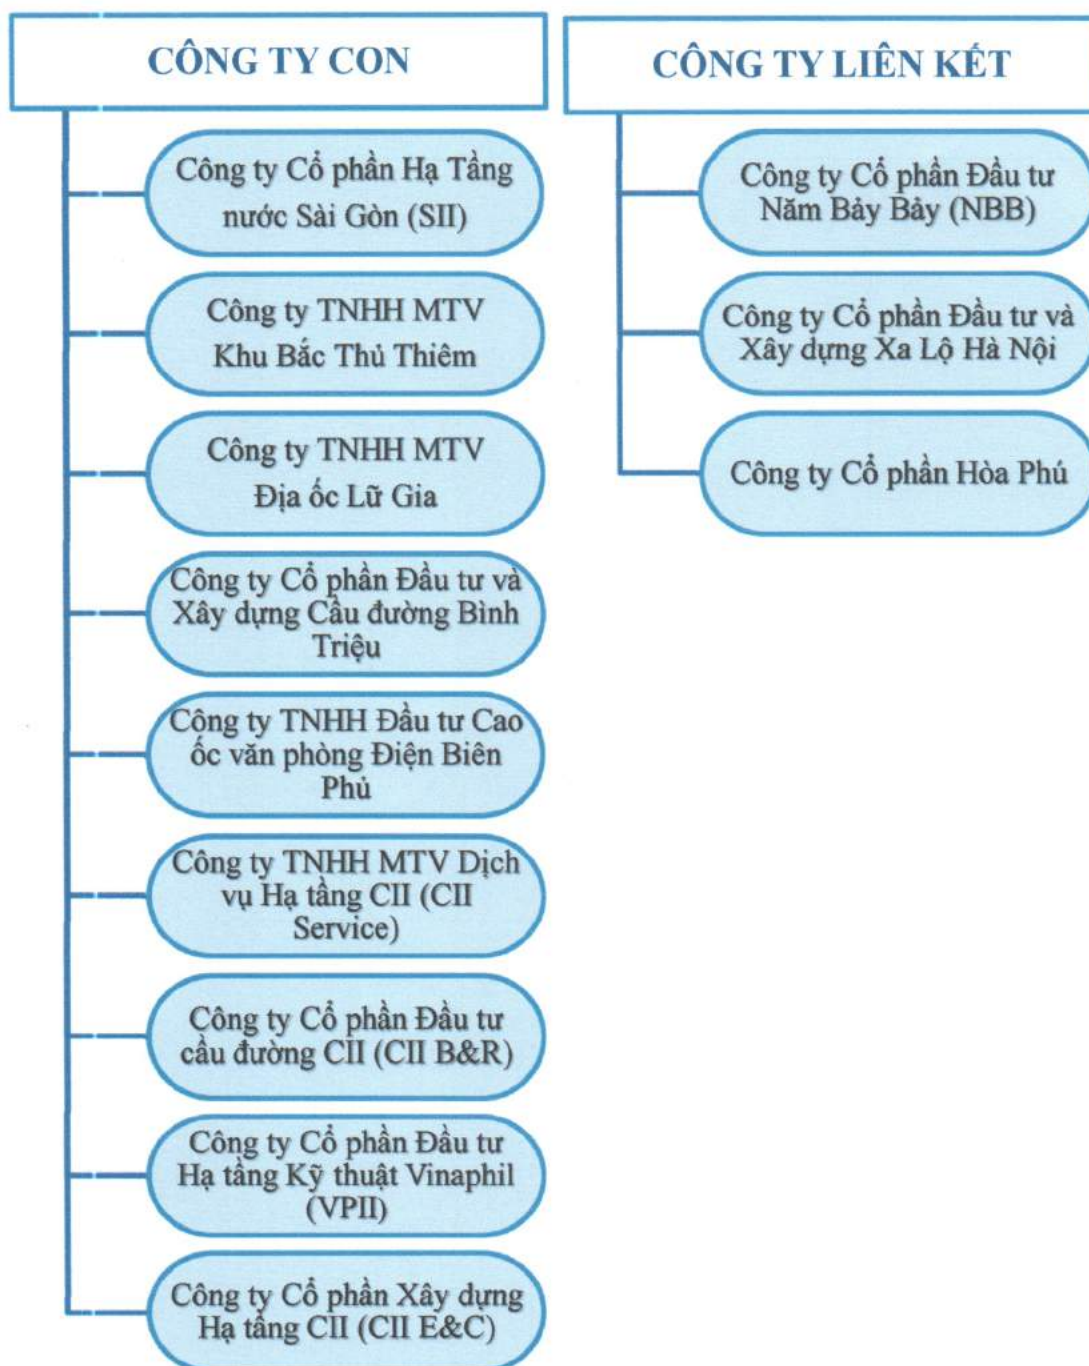 CÔNG TY CON
Công ty Cổ phần Hạ Tầng
nước Sài Gòn (SII)
Công ty TNHH MTV
Khu Bắc Thủ Thiêm
Công ty TNHH MTV
Địa ốc Lữ Gia
Công ty Cổ phần Đầu tư và
Xây dựng Cầu đường Bình
Triệu
Công ty TNHH Đầu tư Cao
ốc văn phòng Điện Biên
Phủ
Công ty TNHH MTV Dịch
vụ Hạ tầng CII (CII
Service)
Công ty Cổ phần Đầu tư
cầu đường CII (CII B&R)
Công ty Cổ phần Đầu tư
Hạ tầng Kỹ thuật Vinaphil
(VPII)
Công ty Cổ phần Xây dựng
Hạ tầng CII (CII E&C)
CÔNG TY LIÊN KẾT
Công ty Cổ phần Đầu tư
Năm Bảy Bảy (NBB)
Công ty Cổ phần Đầu tư và
Xây dựng Xa Lộ Hà Nội
Công ty Cổ phần Hòa Phú